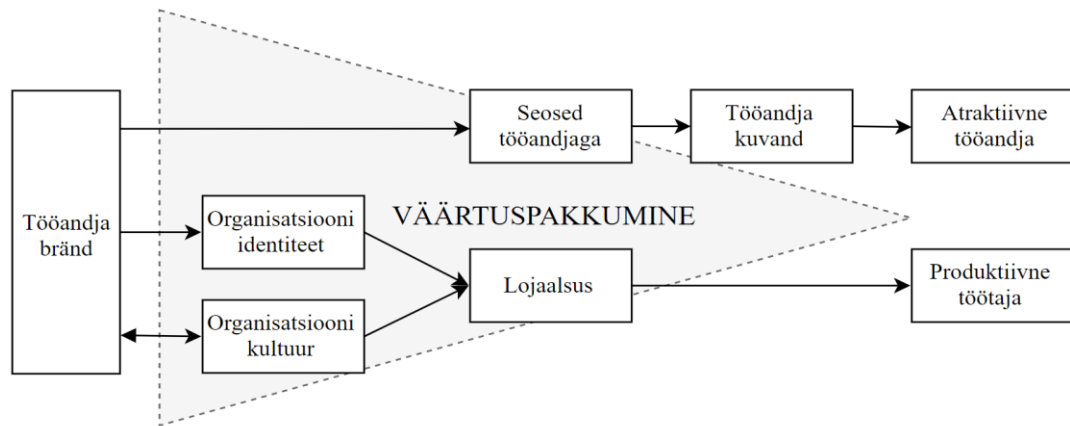 Tööandja
bränd
Seosed
tööandjaga
Tööandja
kuvand
Atraktiivne
tööandja
Organisatsiooni
identiteet
VÄÄRTUSPAKKUMINE
Organisatsiooni
kultuur
Lojaalsus
Produktiivne
töötaja